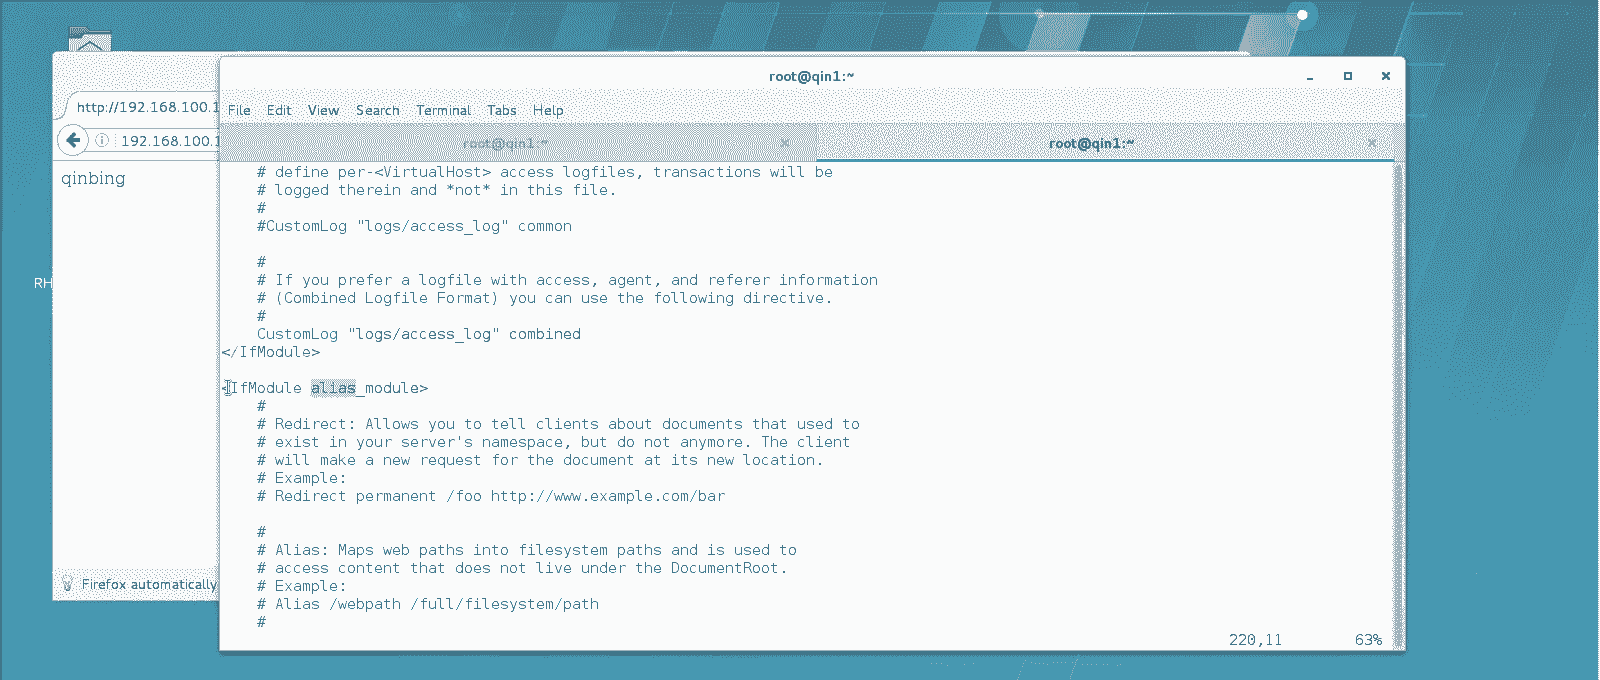 root@qin1:~
http://192.168.100.1
File Edit View Search Terminal Tabs Help
192.168.100.1
root@qin1:~
root@qin1:~
qinbing
RH
# define per-<VirtualHost> access logfiles, transactions will be
# logged therein and *not* in this file.
#
#CustomLog "logs/access_log" common
#
# If you prefer a logfile with access, agent, and referer information
# (Combined Logfile Format) you can use the following directive.
#
CustomLog "logs/access_log" combined
</IfModule>
<IfModule alias_module>
#
# Redirect: Allows you to tell clients about documents that used to
# exist in your server's namespace, but do not anymore. The client
# will make a new request for the document at its new location.
# Example:
# Redirect permanent /foo http://www.example.com/bar
#
# Alias: Maps web paths into filesystem paths and is used to
# access content that does not live under the DocumentRoot.
# Example:
# Alias /webpath /full/filesystem/path
#
Firefox automatically
220,11 63%